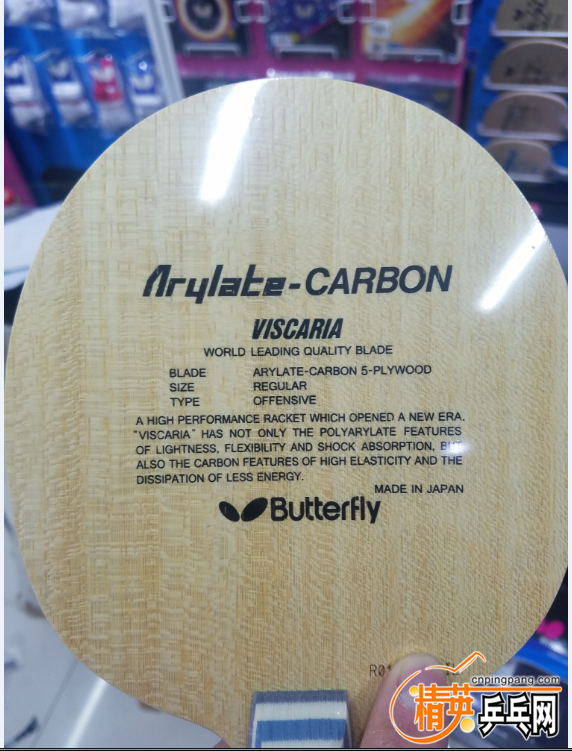 Arylate-CARBON
VISCARIA
WORLD LEADING QUALITY BLADE
BLADE ARYLATE-CARBON 5-PLYWOOD
SIZE REGULAR
TYPE OFFENSIVE
A HIGH PERFORMANCE RACKET WHICH OPENED A NEW ERA.
"VISCARIA" HAS NOT ONLY THE POLYARYLATE FEATURES
OF LIGHTNESS, FLEXIBILITY AND SHOCK ABSORPTION, BUT
ALSO THE CARBON FEATURES OF HIGH ELASTICITY AND THE
DISSIPATION OF LESS ENERGY.
MADE IN JAPAN
Butterfly
cnpingpang.com
精英乒乓网